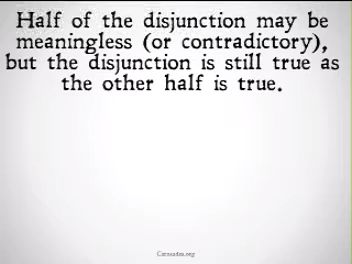 Half of the disjunction may be
meaningless (or contradictory),
but the disjunction is still true as
the other half is true.
Carneades.org